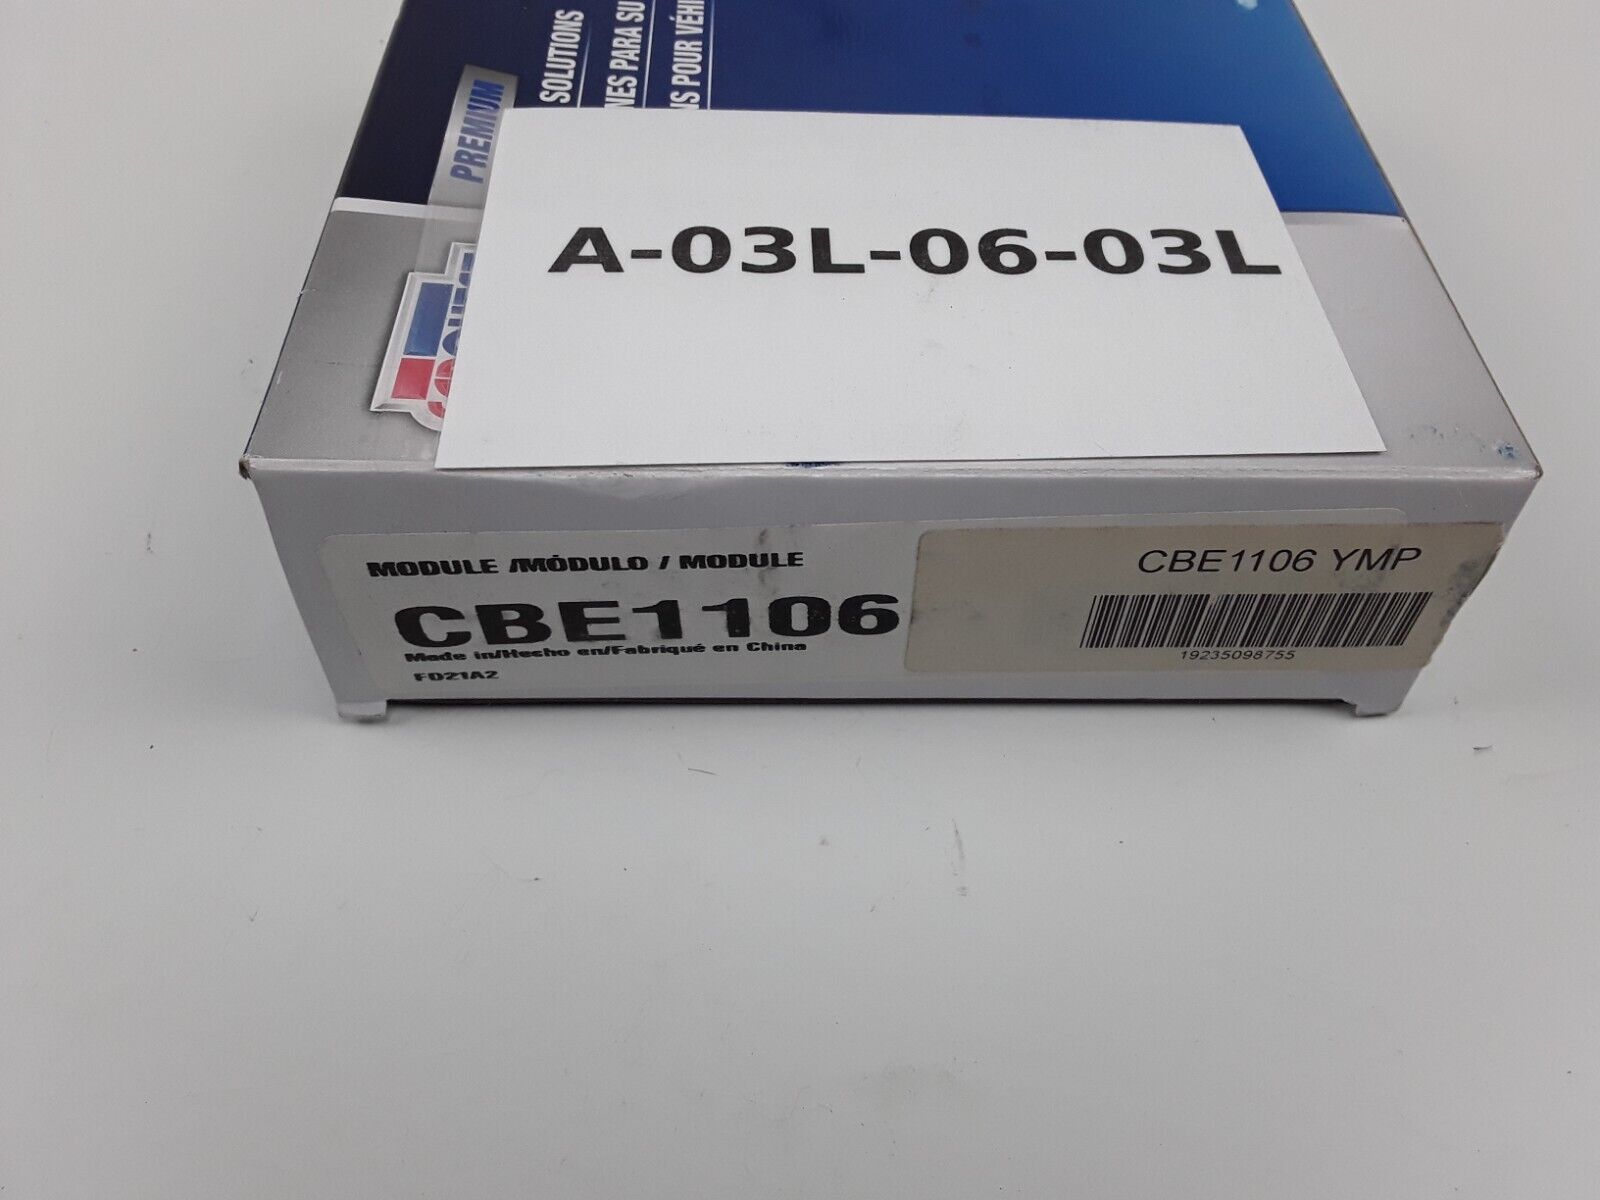 SOLUTIONS
NES PARA SU
NS POUR VÉHI
PREMIUM
A-03L-06-03L
MODULE /MÓDULO / MODULE
CBE1106
Made in/Hecho en/Fabriqué en China
FD21A2
CBE1106 YMP
19235098755